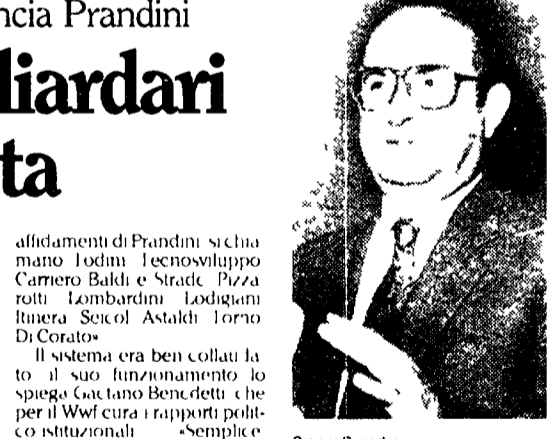 ncia Prandini
liardari
ta
affidamenti di Prandini si chia
mano Todini Tecnosviluppo
Carriero Baldi e Strade Pizza
rotti Lombardini Lodigiani
Itinera Seicol Astaldi Torno
Di Corato»
Il sistema era ben collau da
to il suo funzionamento lo
spiega Gaetano Benedetti che
per il Wwf cura i rapporti polit-
co istituzionali «Semplice